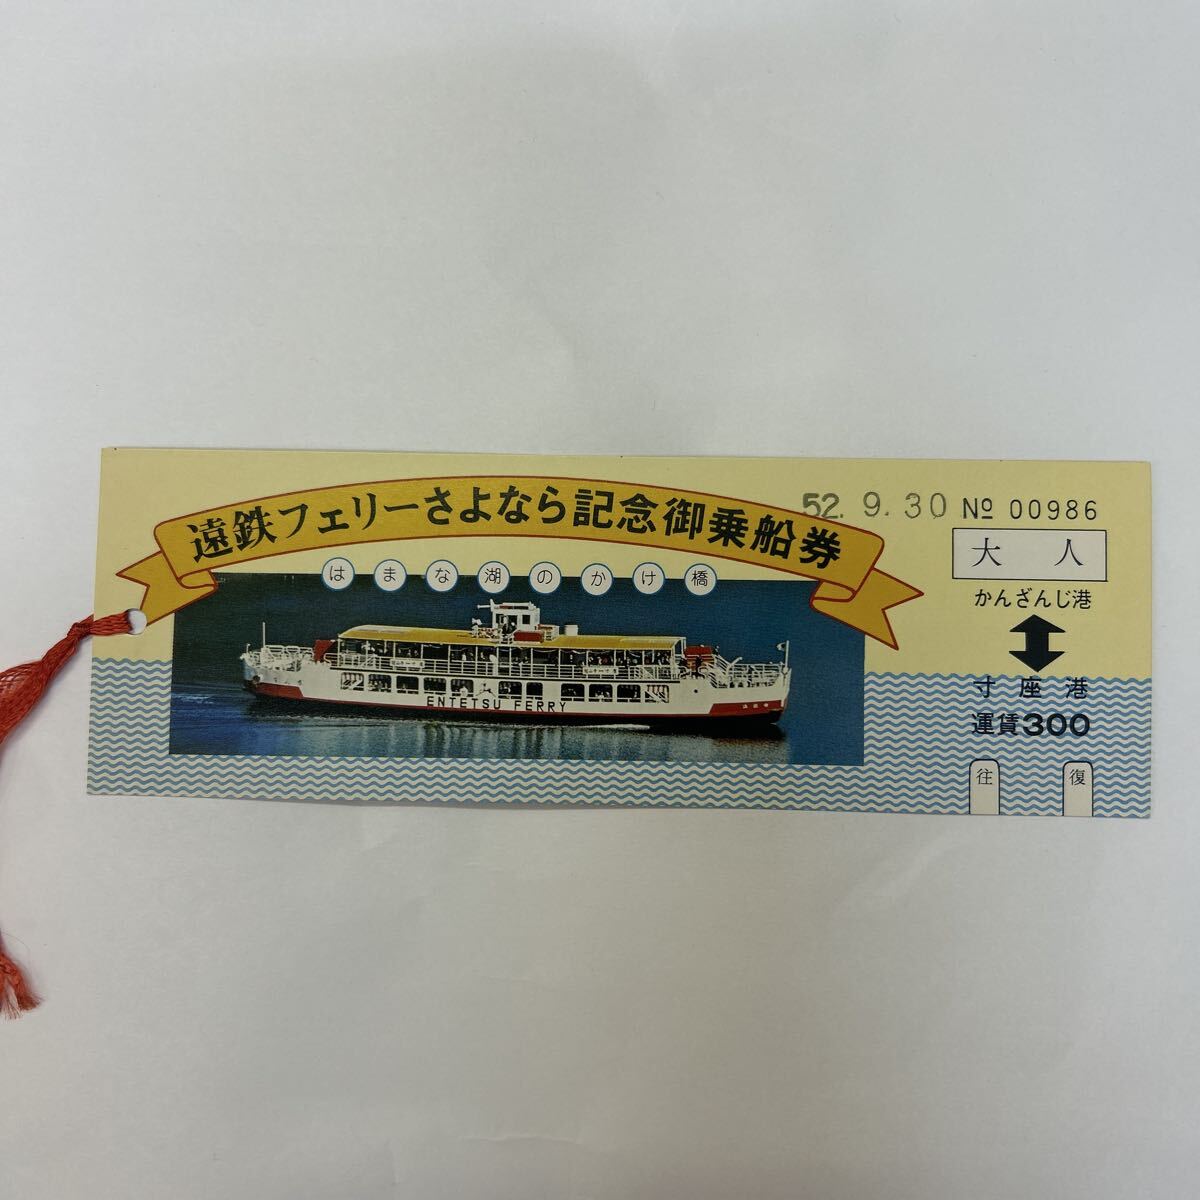 遠鉄フェリーさよなら記念御乗船券
はまな湖のかけ橋
ENTETSU FERRY
52. 9. 30 № 00986
大人
かんざんじ港
寸座港
運賃300
往 復